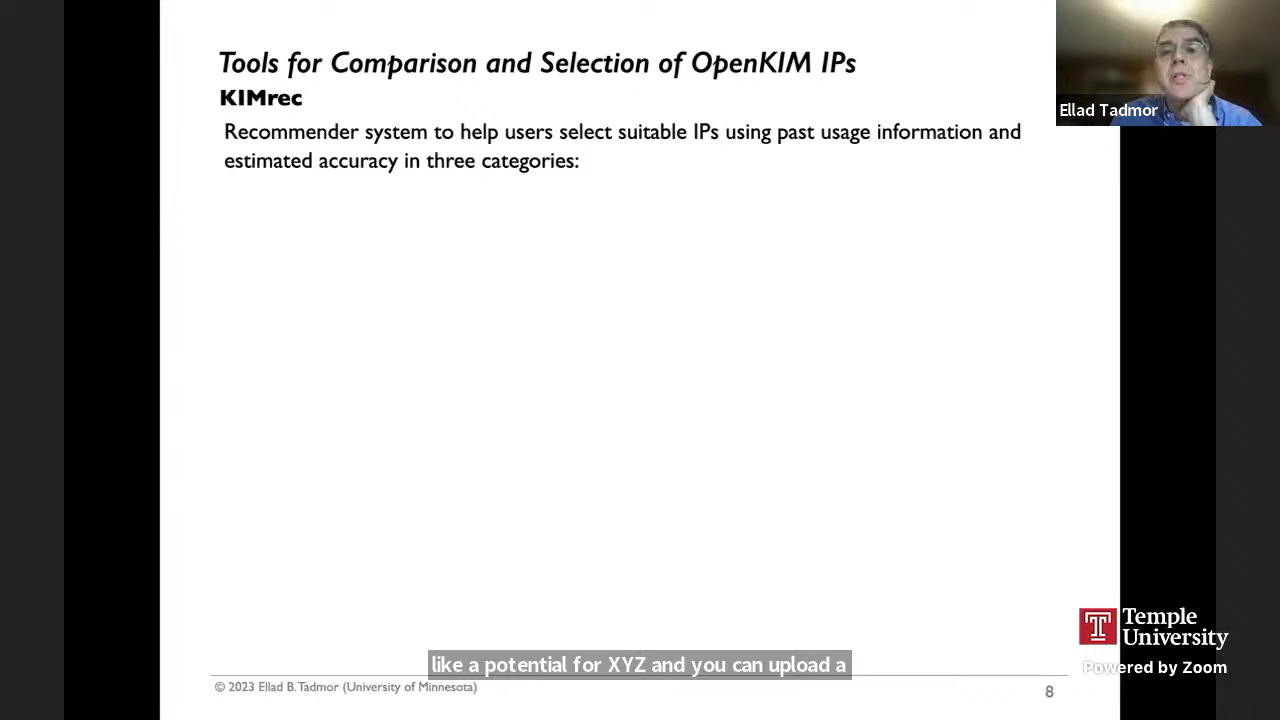 Tools for Comparison and Selection of OpenKIM IPs
KIMrec
Recommender system to help users select suitable IPs using past usage information and
estimated accuracy in three categories:
Ellad Tadmor
Temple
University
Powered by Zoom
like a potential for XYZ and you can upload a
© 2023 Ellad B. Tadmor (University of Minnesota)
8